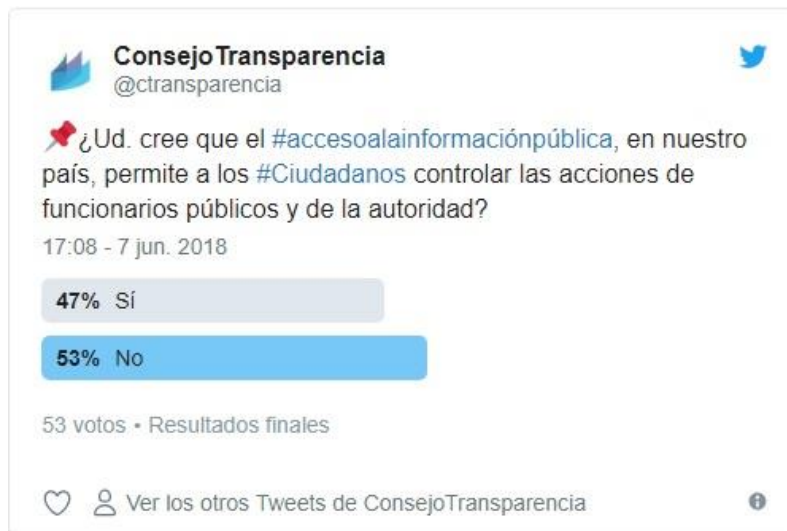 ConsejoTransparencia
@ctransparencia
¿Ud. cree que el #accesoalainformaciónpública, en nuestro
país, permite a los #Ciudadanos controlar las acciones de
funcionarios públicos y de la autoridad?
17:08 - 7 jun. 2018
47% Sí
53% No
53 votos • Resultados finales
Ver los otros Tweets de ConsejoTransparencia